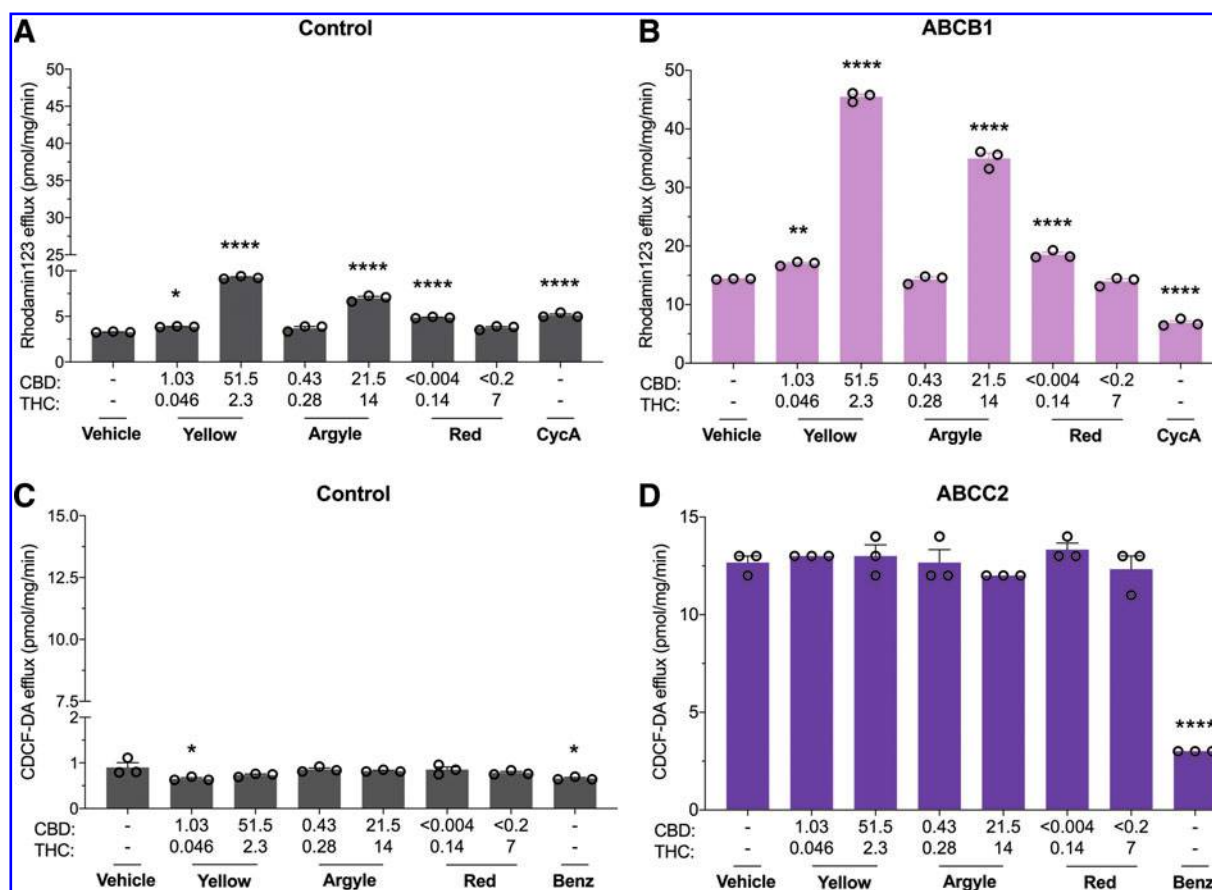 A
Control
Rhodamin123 efflux (pmol/mg/min)
50
45
40
35
30
25
10
5
0
*
****
****
****
****
CBD: - 1.03 51.5 0.43 21.5 <0.004 <0.2 -
THC: - 0.046 2.3 0.28 14 0.14 7 -
Vehicle Yellow Argyle Red CycA
B
ABCB1
Rhodamin123 efflux (pmol/mg/min)
50
40
30
20
10
0
**
****
****
****
****
CBD: - 1.03 51.5 0.43 21.5 <0.004 <0.2 -
THC: - 0.046 2.3 0.28 14 0.14 7 -
Vehicle Yellow Argyle Red CycA
C
Control
CDCF-DA efflux (pmol/mg/min)
15.0
12.5
10.0
7.5
2
1
0
*
*
CBD: - 1.03 51.5 0.43 21.5 <0.004 <0.2 -
THC: - 0.046 2.3 0.28 14 0.14 7 -
Vehicle Yellow Argyle Red Benz
D
ABCC2
CDCF-DA efflux (pmol/mg/min)
15
10
5
0
****
CBD: - 1.03 51.5 0.43 21.5 <0.004 <0.2 -
THC: - 0.046 2.3 0.28 14 0.14 7 -
Vehicle Yellow Argyle Red Benz